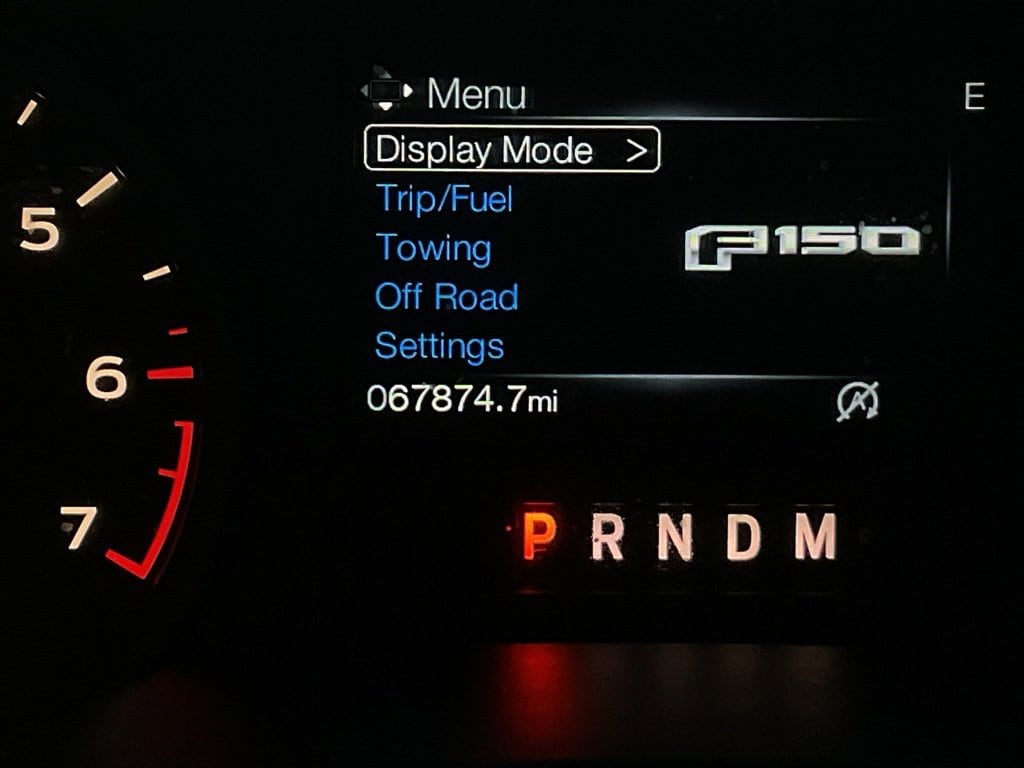 Menu
E
Display Mode >
Trip/Fuel
5
Towing
F150
Off Road
Settings
6
067874.7mi
A
7
P R N D M